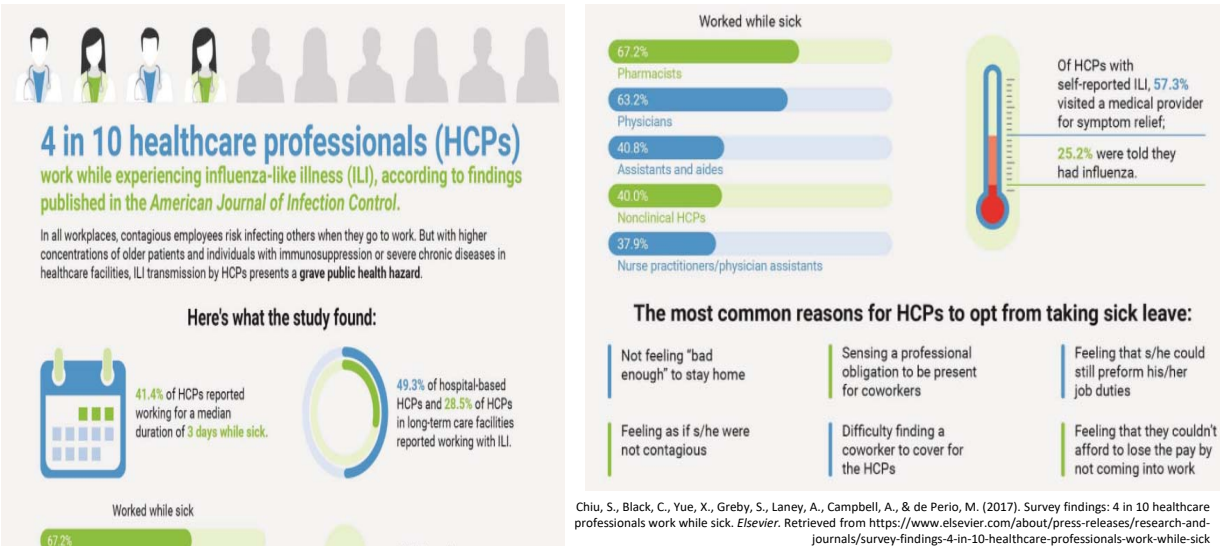 4 in 10 healthcare professionals (HCPs)
work while experiencing influenza-like illness (ILI), according to findings
published in the American Journal of Infection Control.
In all workplaces, contagious employees risk infecting others when they go to work. But with higher
concentrations of older patients and individuals with immunosuppression or severe chronic diseases in
healthcare facilities, ILI transmission by HCPs presents a grave public health hazard.
Here's what the study found:
41.4% of HCPs reported
working for a median
duration of 3 days while sick.
49.3% of hospital-based
HCPs and 28.5% of HCPs
in long-term care facilities
reported working with ILI.
Worked while sick
67.2%
Worked while sick
67.2%
Pharmacists
63.2%
Physicians
40.8%
Assistants and aides
40.0%
Nonclinical HCPs
37.9%
Nurse practitioners/physician assistants
Of HCPs with
self-reported ILI, 57.3%
visited a medical provider
for symptom relief;
25.2% were told they
had influenza.
The most common reasons for HCPs to opt from taking sick leave:
Not feeling "bad
enough" to stay home
Sensing a professional
obligation to be present
for coworkers
Feeling that s/he could
still preform his/her
job duties
Feeling as if s/he were
not contagious
Difficulty finding a
coworker to cover for
the HCPs
Feeling that they couldn't
afford to lose the pay by
not coming into work
Chiu, S., Black, C., Yue, X., Greby, S., Laney, A., Campbell, A., & de Perio, M. (2017). Survey findings: 4 in 10 healthcare
professionals work while sick. Elsevier. Retrieved from https://www.elsevier.com/about/press-releases/research-and-
journals/survey-findings-4-in-10-healthcare-professionals-work-while-sick